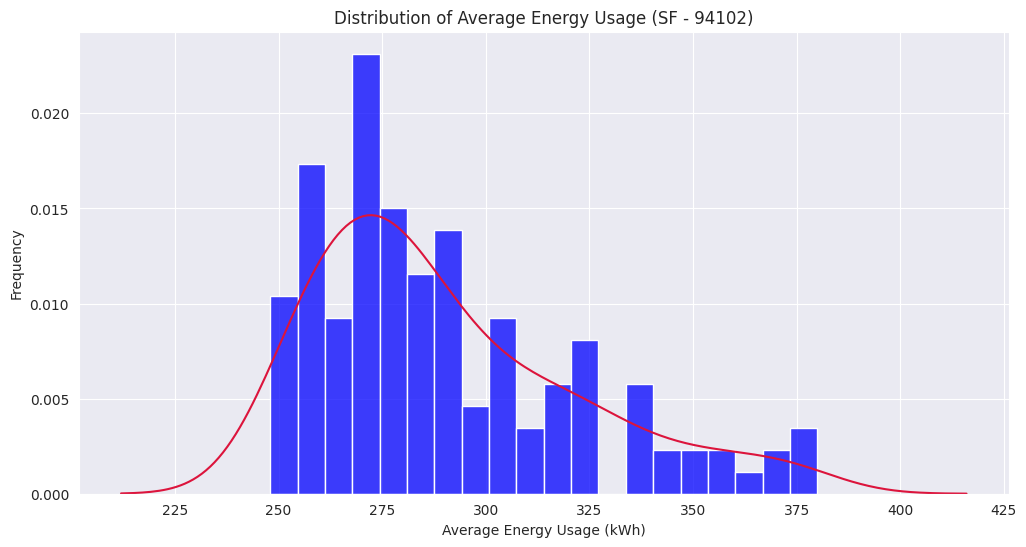 Distribution of Average Energy Usage (SF - 94102)
Frequency
0.020
0.015
0.010
0.005
0.000
225 250 275 300 325 350 375 400 425
Average Energy Usage (kWh)